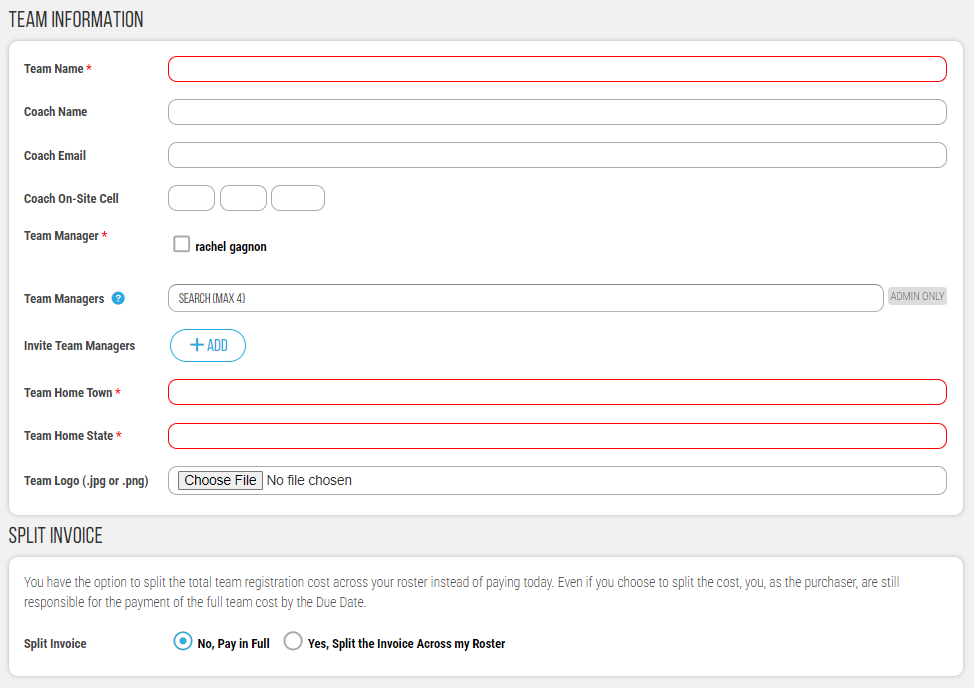 TEAM INFORMATION
Team Name *
Coach Name
Coach Email
Coach On-Site Cell
Team Manager *
rachel gagnon
Team Managers ? SEARCH (MAX 4) ADMIN ONLY
Invite Team Managers + ADD
Team Home Town *
Team Home State *
Team Logo (.jpg or .png) Choose File No file chosen
SPLIT INVOICE
You have the option to split the total team registration cost across your roster instead of paying today. Even if you choose to split the cost, you, as the purchaser, are still
responsible for the payment of the full team cost by the Due Date.
Split Invoice No, Pay in Full Yes, Split the Invoice Across my Roster